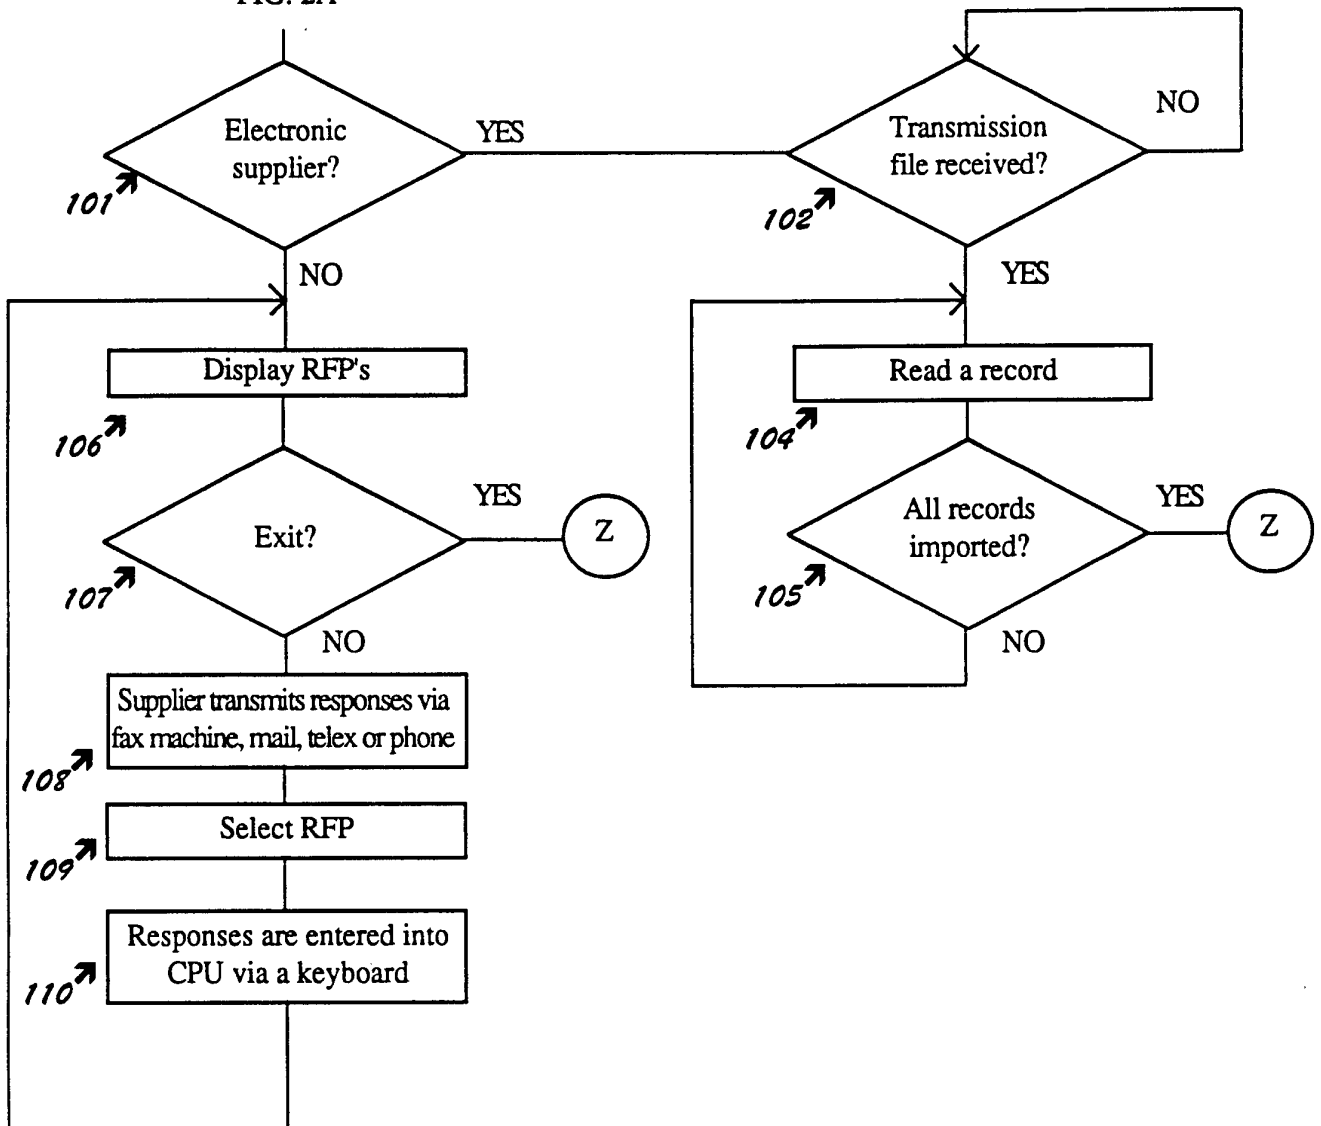 FIG. 2A
Electronic
supplier?
YES
101
NO
Transmission
file received?
NO
102
YES
Display RFP's
106
Read a record
104
Exit?
YES
Z
107
NO
All records
imported?
YES
Z
105
NO
Supplier transmits responses via
fax machine, mail, telex or phone
108
Select RFP
109
Responses are entered into
CPU via a keyboard
110